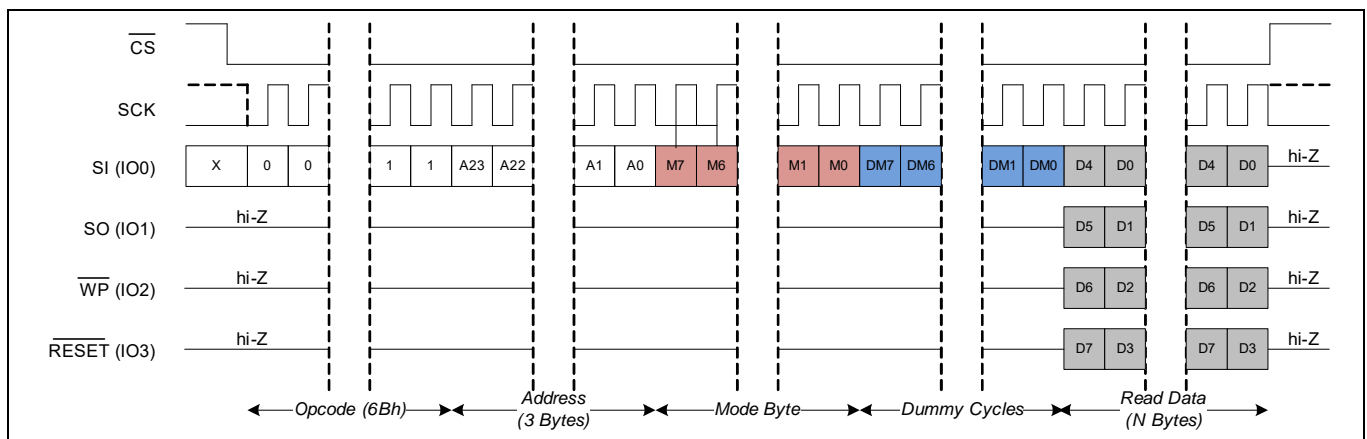 CS
SCK
SI (IO0) X 0 0 1 1 A23 A22 A1 A0 M7 M6 M1 M0 DM7 DM6 DM1 DM0 D4 D0 D4 D0 hi-Z
SO (IO1) hi-Z D5 D1 D5 D1 hi-Z
WP (IO2) hi-Z D6 D2 D6 D2 hi-Z
RESET (IO3) hi-Z D7 D3 D7 D3 hi-Z
Opcode (6Bh) Address Mode Byte Dummy Cycles Read Data
(3 Bytes) (N Bytes)